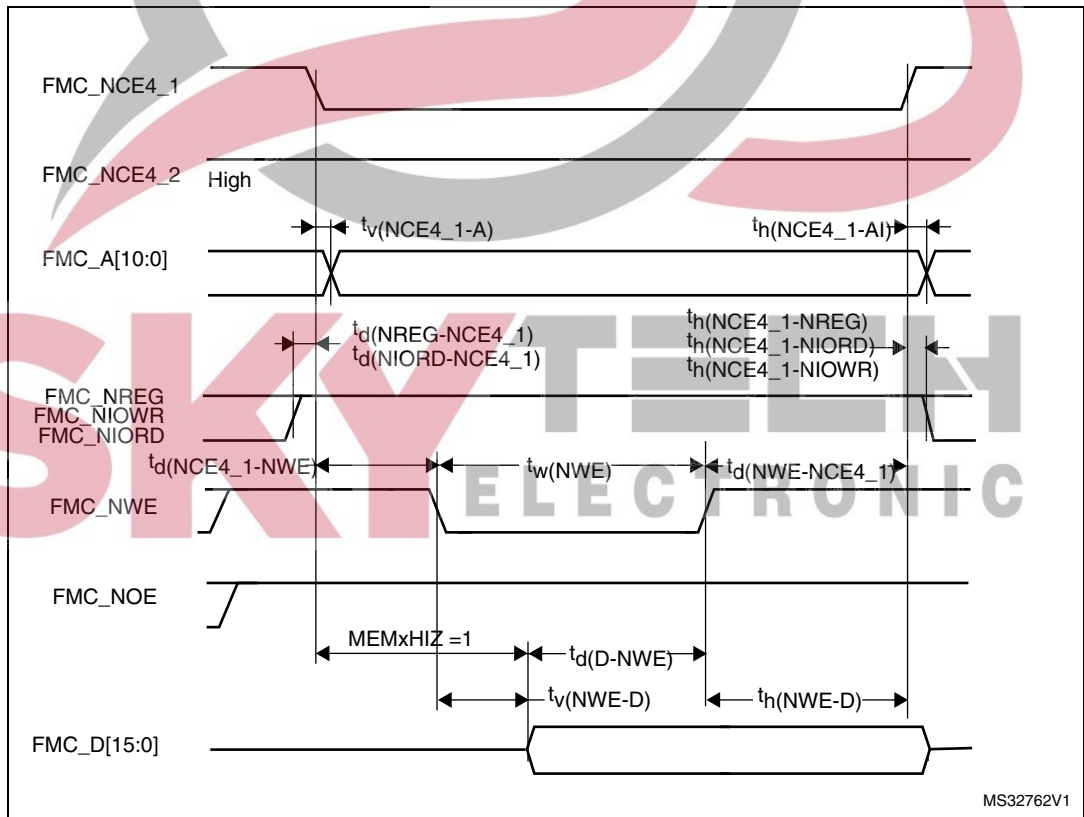 FMC_NCE4_1
FMC_NCE4_2
High
tv(NCE4_1-A)
th(NCE4_1-AI)
FMC_A[10:0]
td(NREG-NCE4_1)
td(NIORD-NCE4_1)
th(NCE4_1-NREG)
th(NCE4_1-NIORD)
th(NCE4_1-NIOWR)
FMC_NREG
FMC_NIOWR
FMC_NIORD
td(NCE4_1-NWE)
tw(NWE)
td(NWE-NCE4_1)
FMC_NWE
FMC_NOE
MEMxHIZ =1
td(D-NWE)
tv(NWE-D)
th(NWE-D)
FMC_D[15:0]
MS32762V1
SKYTECH
ELECTRONIC